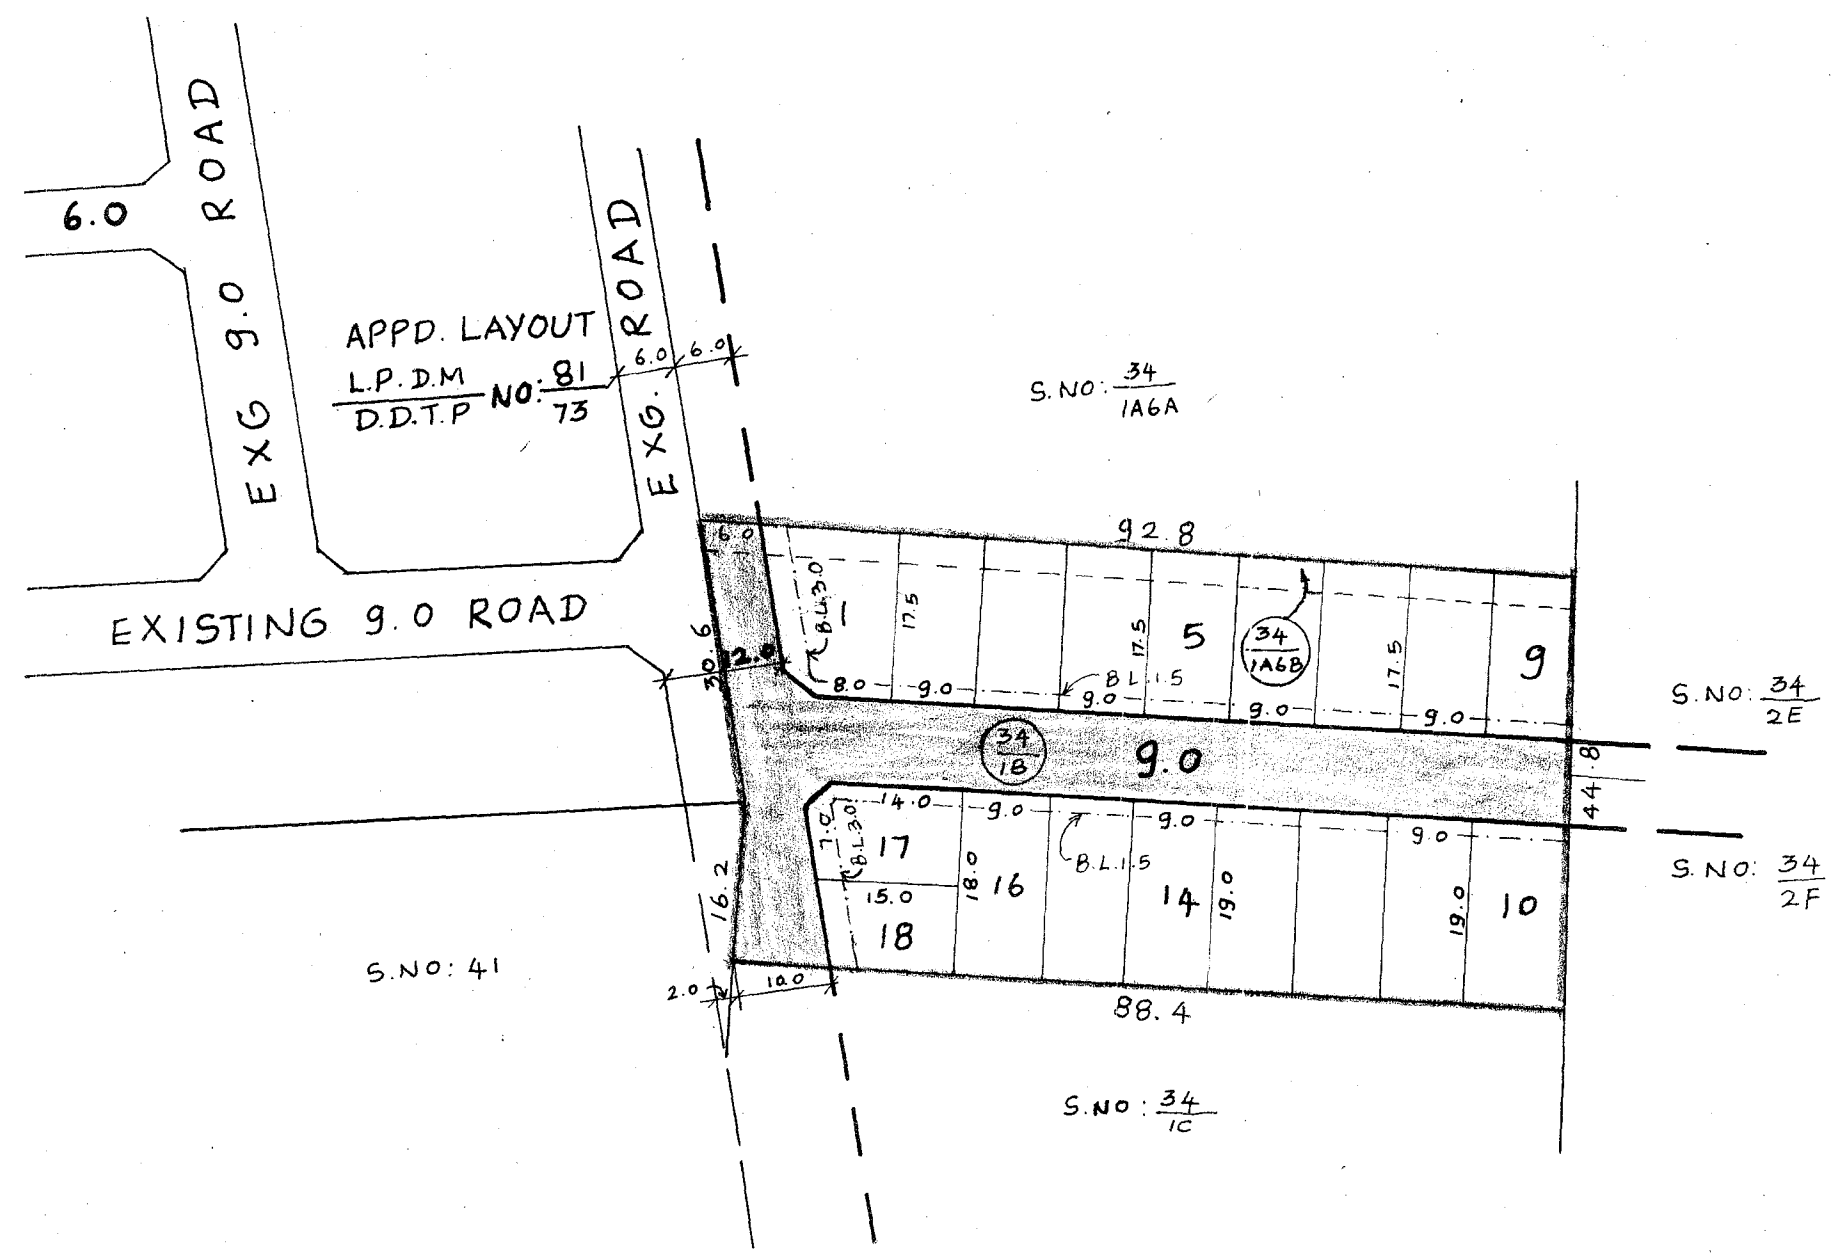 EXG 9.0 ROAD
6.0
EXG. ROAD
APPD. LAYOUT
L.P.D.M
D.D.T.P
NO:
81
73
6.0
6.0
S.NO: 34
1A6A
EXISTING 9.0 ROAD
92.8
6.0
30.6
12.0
B.L.3.0
1
17.5
17.5
5
34
1A6B
17.5
9
8.0
9.0
B.L.1.5
9.0
9.0
9.0
S.NO: 34
2E
34
1B
9.0
44.8
14.0
9.0
9.0
9.0
7.0
B.L.3.0
17
B.L.1.5
15.0
18
18.0
16
14
19.0
19.0
10
S.NO: 34
2F
16.2
S.NO: 41
2.0
10.0
88.4
S.NO: 34
1C